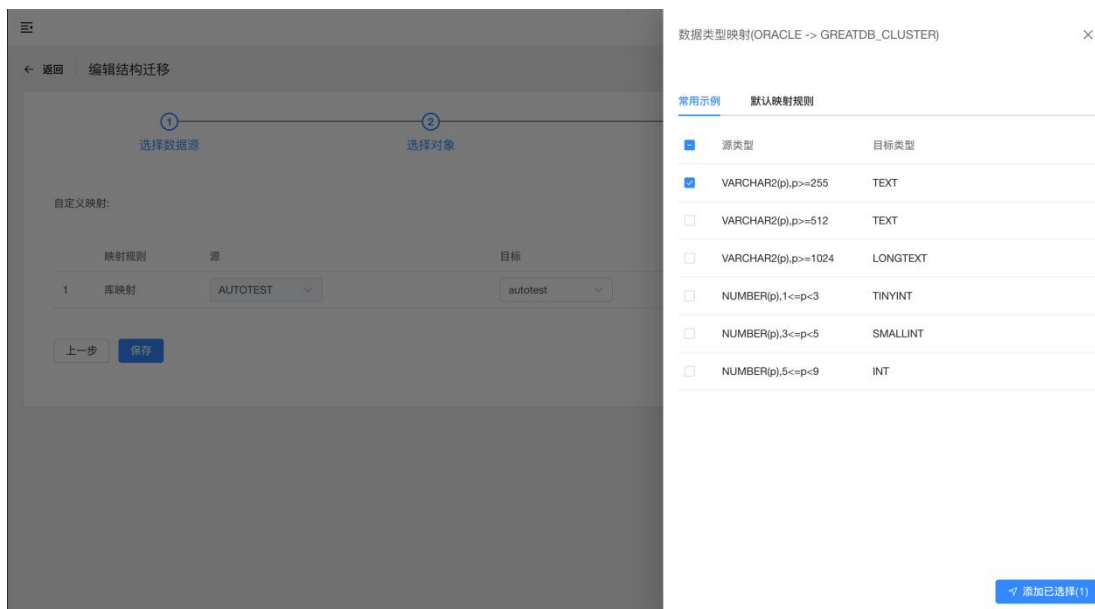 ← 返回 编辑结构迁移
1 2
选择数据源 选择对象
自定义映射:
映射规则 源 目标
1 库映射 AUTOTEST autotest
上一步 保存
数据类型映射(ORACLE -> GREATDB_CLUSTER)
常用示例 默认映射规则
源类型 目标类型
VARCHAR2(p),p>=255 TEXT
VARCHAR2(p),p>=512 TEXT
VARCHAR2(p),p>=1024 LONGTEXT
NUMBER(p),1<=p<3 TINYINT
NUMBER(p),3<=p<5 SMALLINT
NUMBER(p),5<=p<9 INT
添加已选择(1)